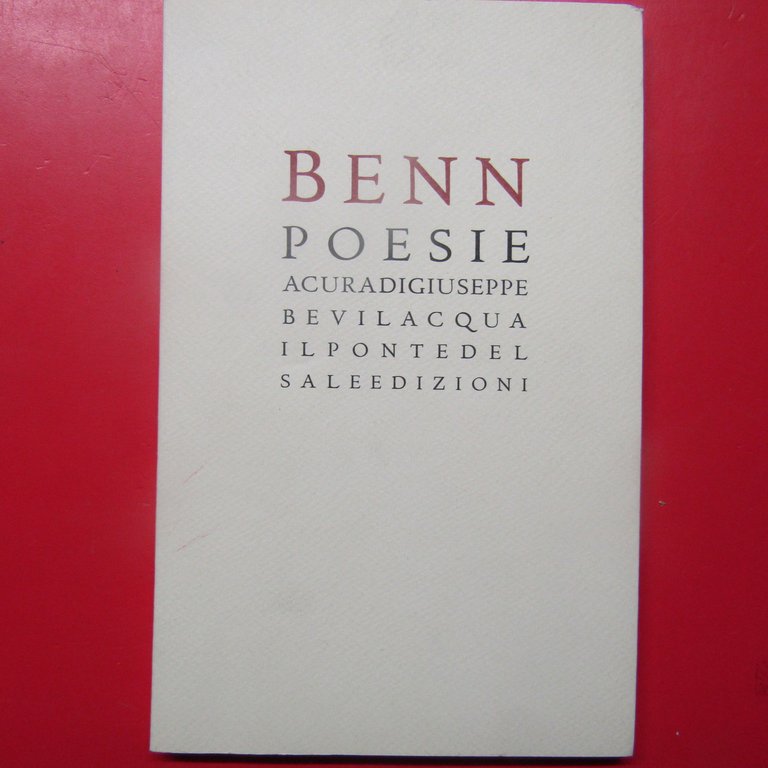 BENN
POESIE
ACURADIGIUSEPPE
BEVILACQUA
ILPONTEDEL
SALEEDIZIONI